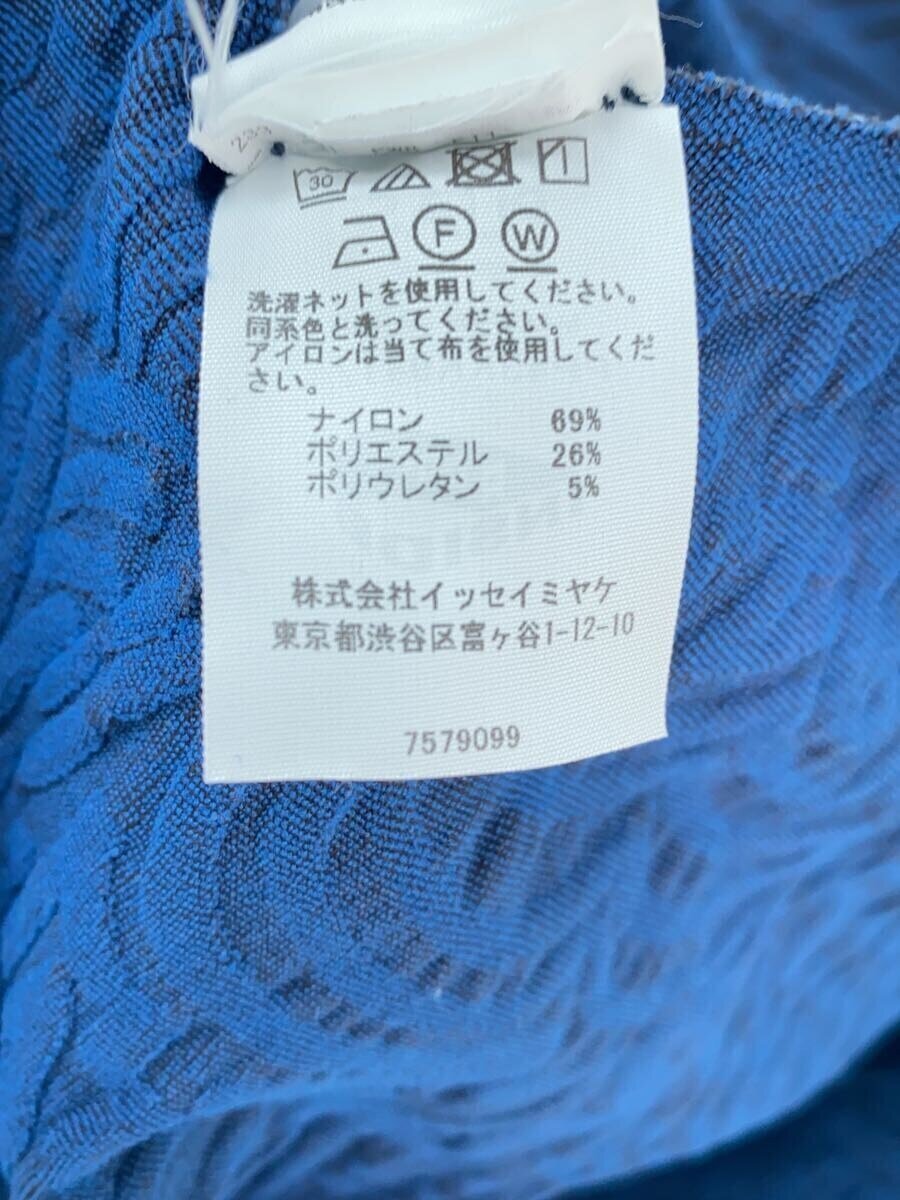 30
F W
洗濯ネットを使用してください。
同系色と洗ってください。
アイロンは当て布を使用してくだ
さい。
ナイロン 69%
ポリエステル 26%
ポリウレタン 5%
株式会社イッセイミヤケ
東京都渋谷区富ヶ谷1-12-10
7579099